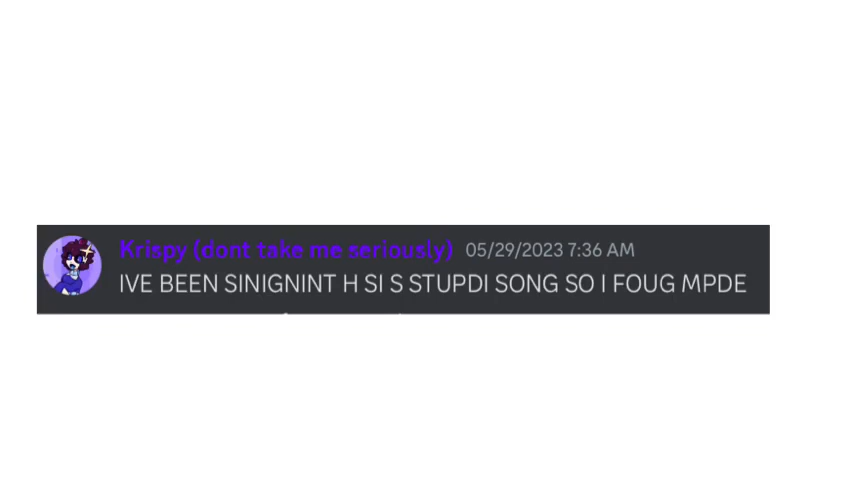 Krispy (dont take me seriously) 05/29/2023 7:36 AM
IVE BEEN SINIGNINT H SI S STUPDI SONG SO I FOUG MPDE